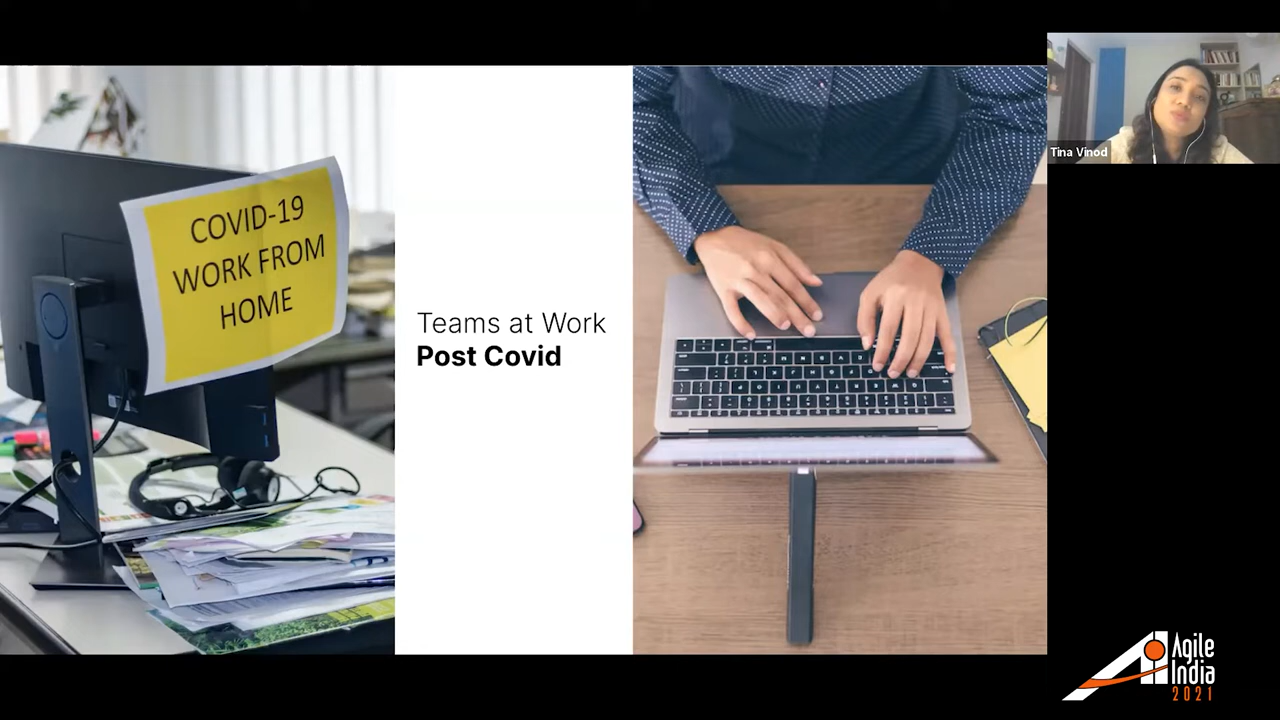 COVID-19
WORK FROM
HOME
Teams at Work
Post Covid
Tina Vinod
Agile
India
2021